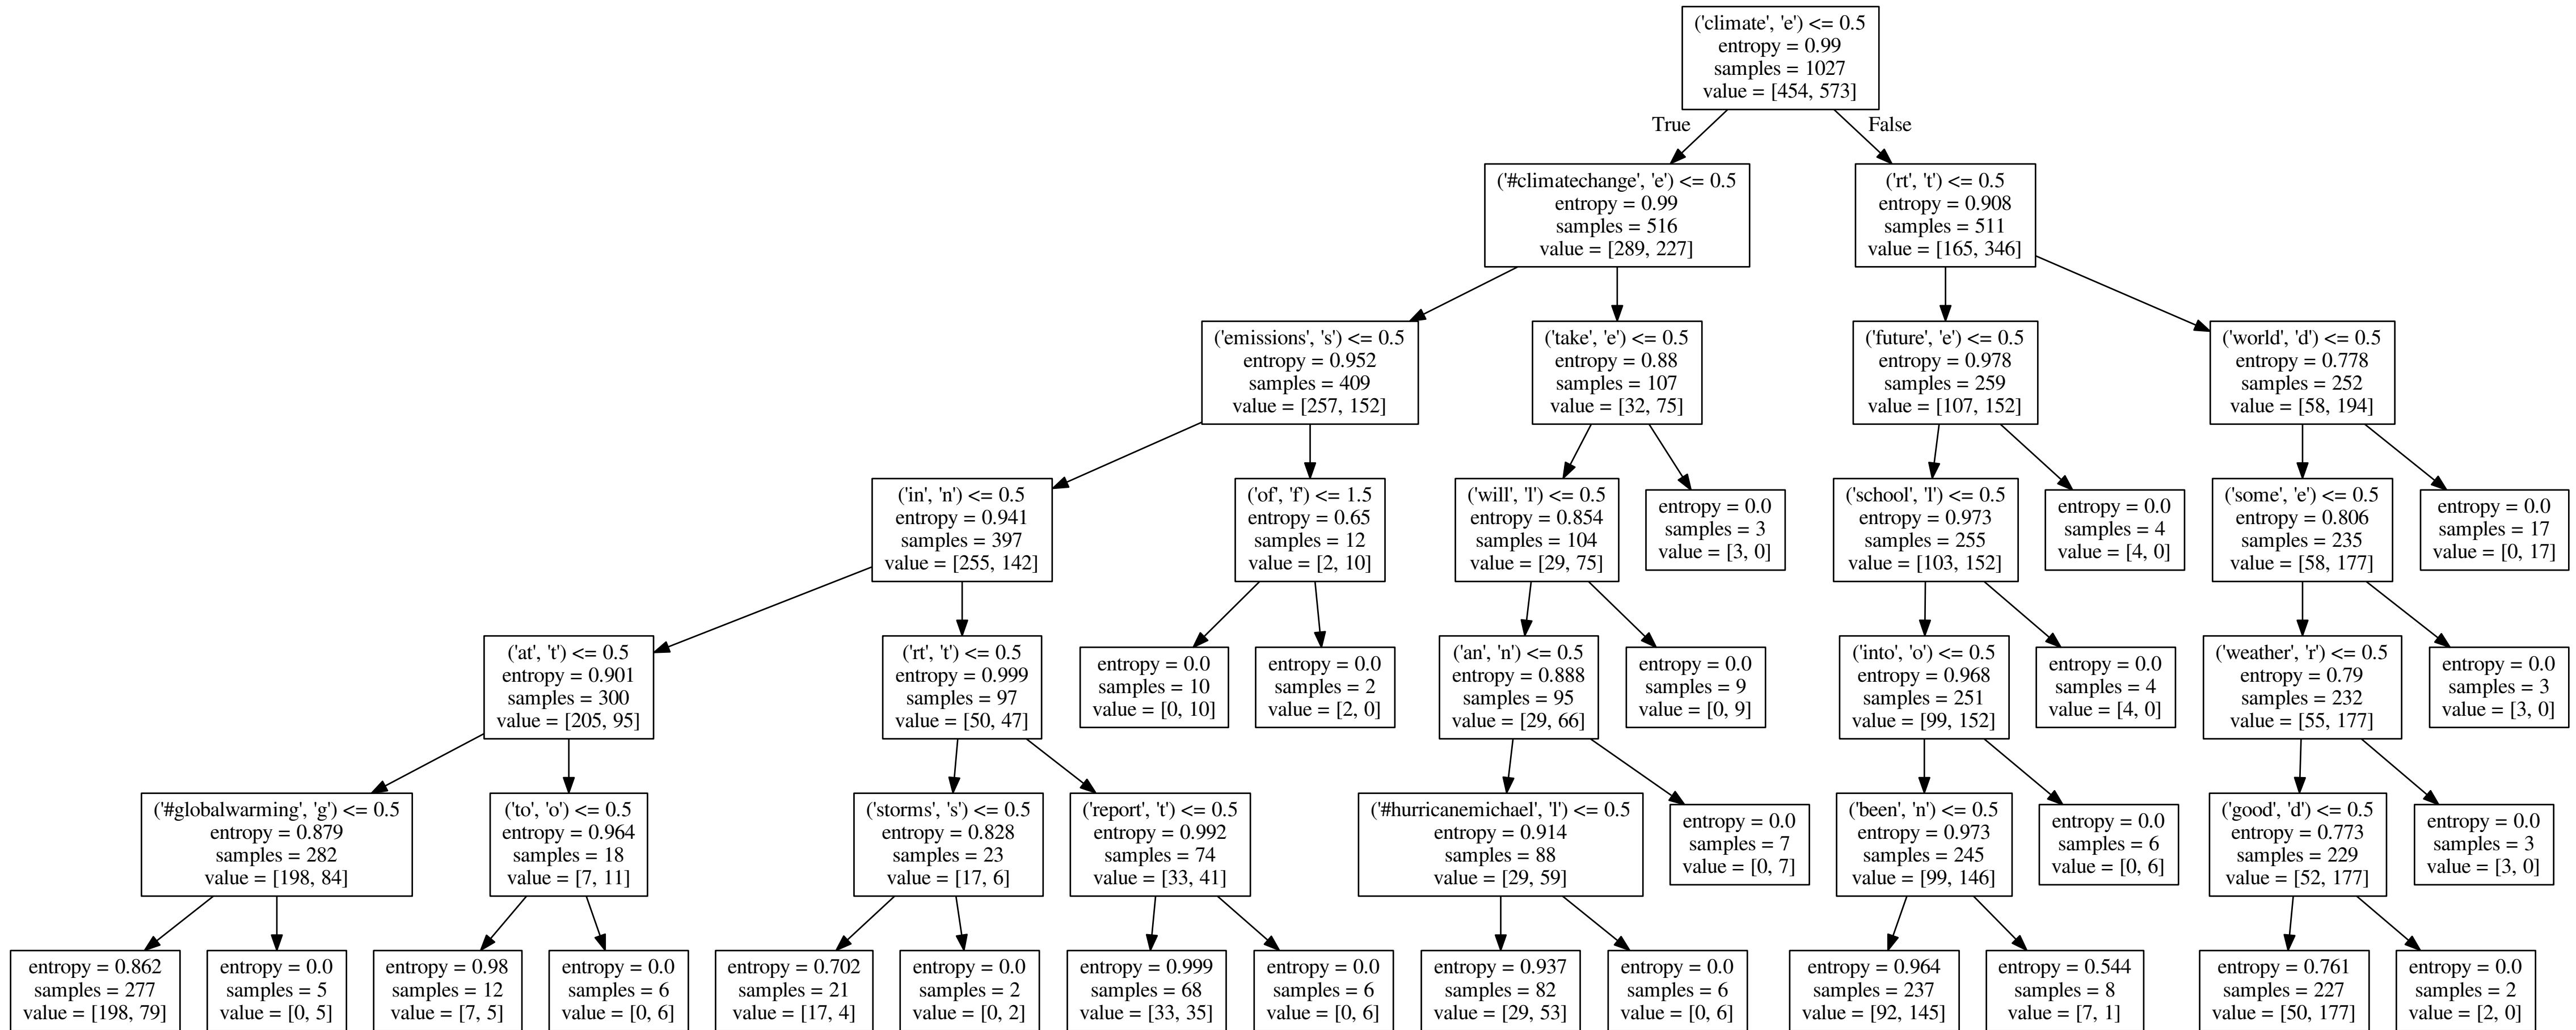 ('climate', 'e') <= 0.5
entropy = 0.99
samples = 1027
value = [454, 573]
True
False
('#climatechange', 'e') <= 0.5
entropy = 0.99
samples = 516
value = [289, 227]
('rt', 't') <= 0.5
entropy = 0.908
samples = 511
value = [165, 346]
('emissions', 's') <= 0.5
entropy = 0.952
samples = 409
value = [257, 152]
('take', 'e') <= 0.5
entropy = 0.88
samples = 107
value = [32, 75]
('future', 'e') <= 0.5
entropy = 0.978
samples = 259
value = [107, 152]
('world', 'd') <= 0.5
entropy = 0.778
samples = 252
value = [58, 194]
('in', 'n') <= 0.5
entropy = 0.941
samples = 397
value = [255, 142]
('of', 'f') <= 1.5
entropy = 0.65
samples = 12
value = [2, 10]
('will', 'l') <= 0.5
entropy = 0.854
samples = 104
value = [29, 75]
entropy = 0.0
samples = 3
value = [3, 0]
('school', 'l') <= 0.5
entropy = 0.973
samples = 255
value = [103, 152]
entropy = 0.0
samples = 4
value = [4, 0]
('some', 'e') <= 0.5
entropy = 0.806
samples = 235
value = [58, 177]
entropy = 0.0
samples = 17
value = [0, 17]
('at', 't') <= 0.5
entropy = 0.901
samples = 300
value = [205, 95]
('rt', 't') <= 0.5
entropy = 0.999
samples = 97
value = [50, 47]
entropy = 0.0
samples = 10
value = [0, 10]
entropy = 0.0
samples = 2
value = [2, 0]
('an', 'n') <= 0.5
entropy = 0.888
samples = 95
value = [29, 66]
entropy = 0.0
samples = 9
value = [0, 9]
('into', 'o') <= 0.5
entropy = 0.968
samples = 251
value = [99, 152]
entropy = 0.0
samples = 4
value = [4, 0]
('weather', 'r') <= 0.5
entropy = 0.79
samples = 232
value = [55, 177]
entropy = 0.0
samples = 3
value = [3, 0]
('#globalwarming', 'g') <= 0.5
entropy = 0.879
samples = 282
value = [198, 84]
('to', 'o') <= 0.5
entropy = 0.964
samples = 18
value = [7, 11]
('storms', 's') <= 0.5
entropy = 0.828
samples = 23
value = [17, 6]
('report', 't') <= 0.5
entropy = 0.992
samples = 74
value = [33, 41]
('#hurricanemichael', 'l') <= 0.5
entropy = 0.914
samples = 88
value = [29, 59]
entropy = 0.0
samples = 7
value = [0, 7]
('been', 'n') <= 0.5
entropy = 0.973
samples = 245
value = [99, 146]
entropy = 0.0
samples = 6
value = [0, 6]
('good', 'd') <= 0.5
entropy = 0.773
samples = 229
value = [52, 177]
entropy = 0.0
samples = 3
value = [3, 0]
entropy = 0.862
samples = 277
value = [198, 79]
entropy = 0.0
samples = 5
value = [0, 5]
entropy = 0.98
samples = 12
value = [7, 5]
entropy = 0.0
samples = 6
value = [0, 6]
entropy = 0.702
samples = 21
value = [17, 4]
entropy = 0.0
samples = 2
value = [0, 2]
entropy = 0.999
samples = 68
value = [33, 35]
entropy = 0.0
samples = 6
value = [0, 6]
entropy = 0.937
samples = 82
value = [29, 53]
entropy = 0.0
samples = 6
value = [0, 6]
entropy = 0.964
samples = 237
value = [92, 145]
entropy = 0.544
samples = 8
value = [7, 1]
entropy = 0.761
samples = 227
value = [50, 177]
entropy = 0.0
samples = 2
value = [2, 0]